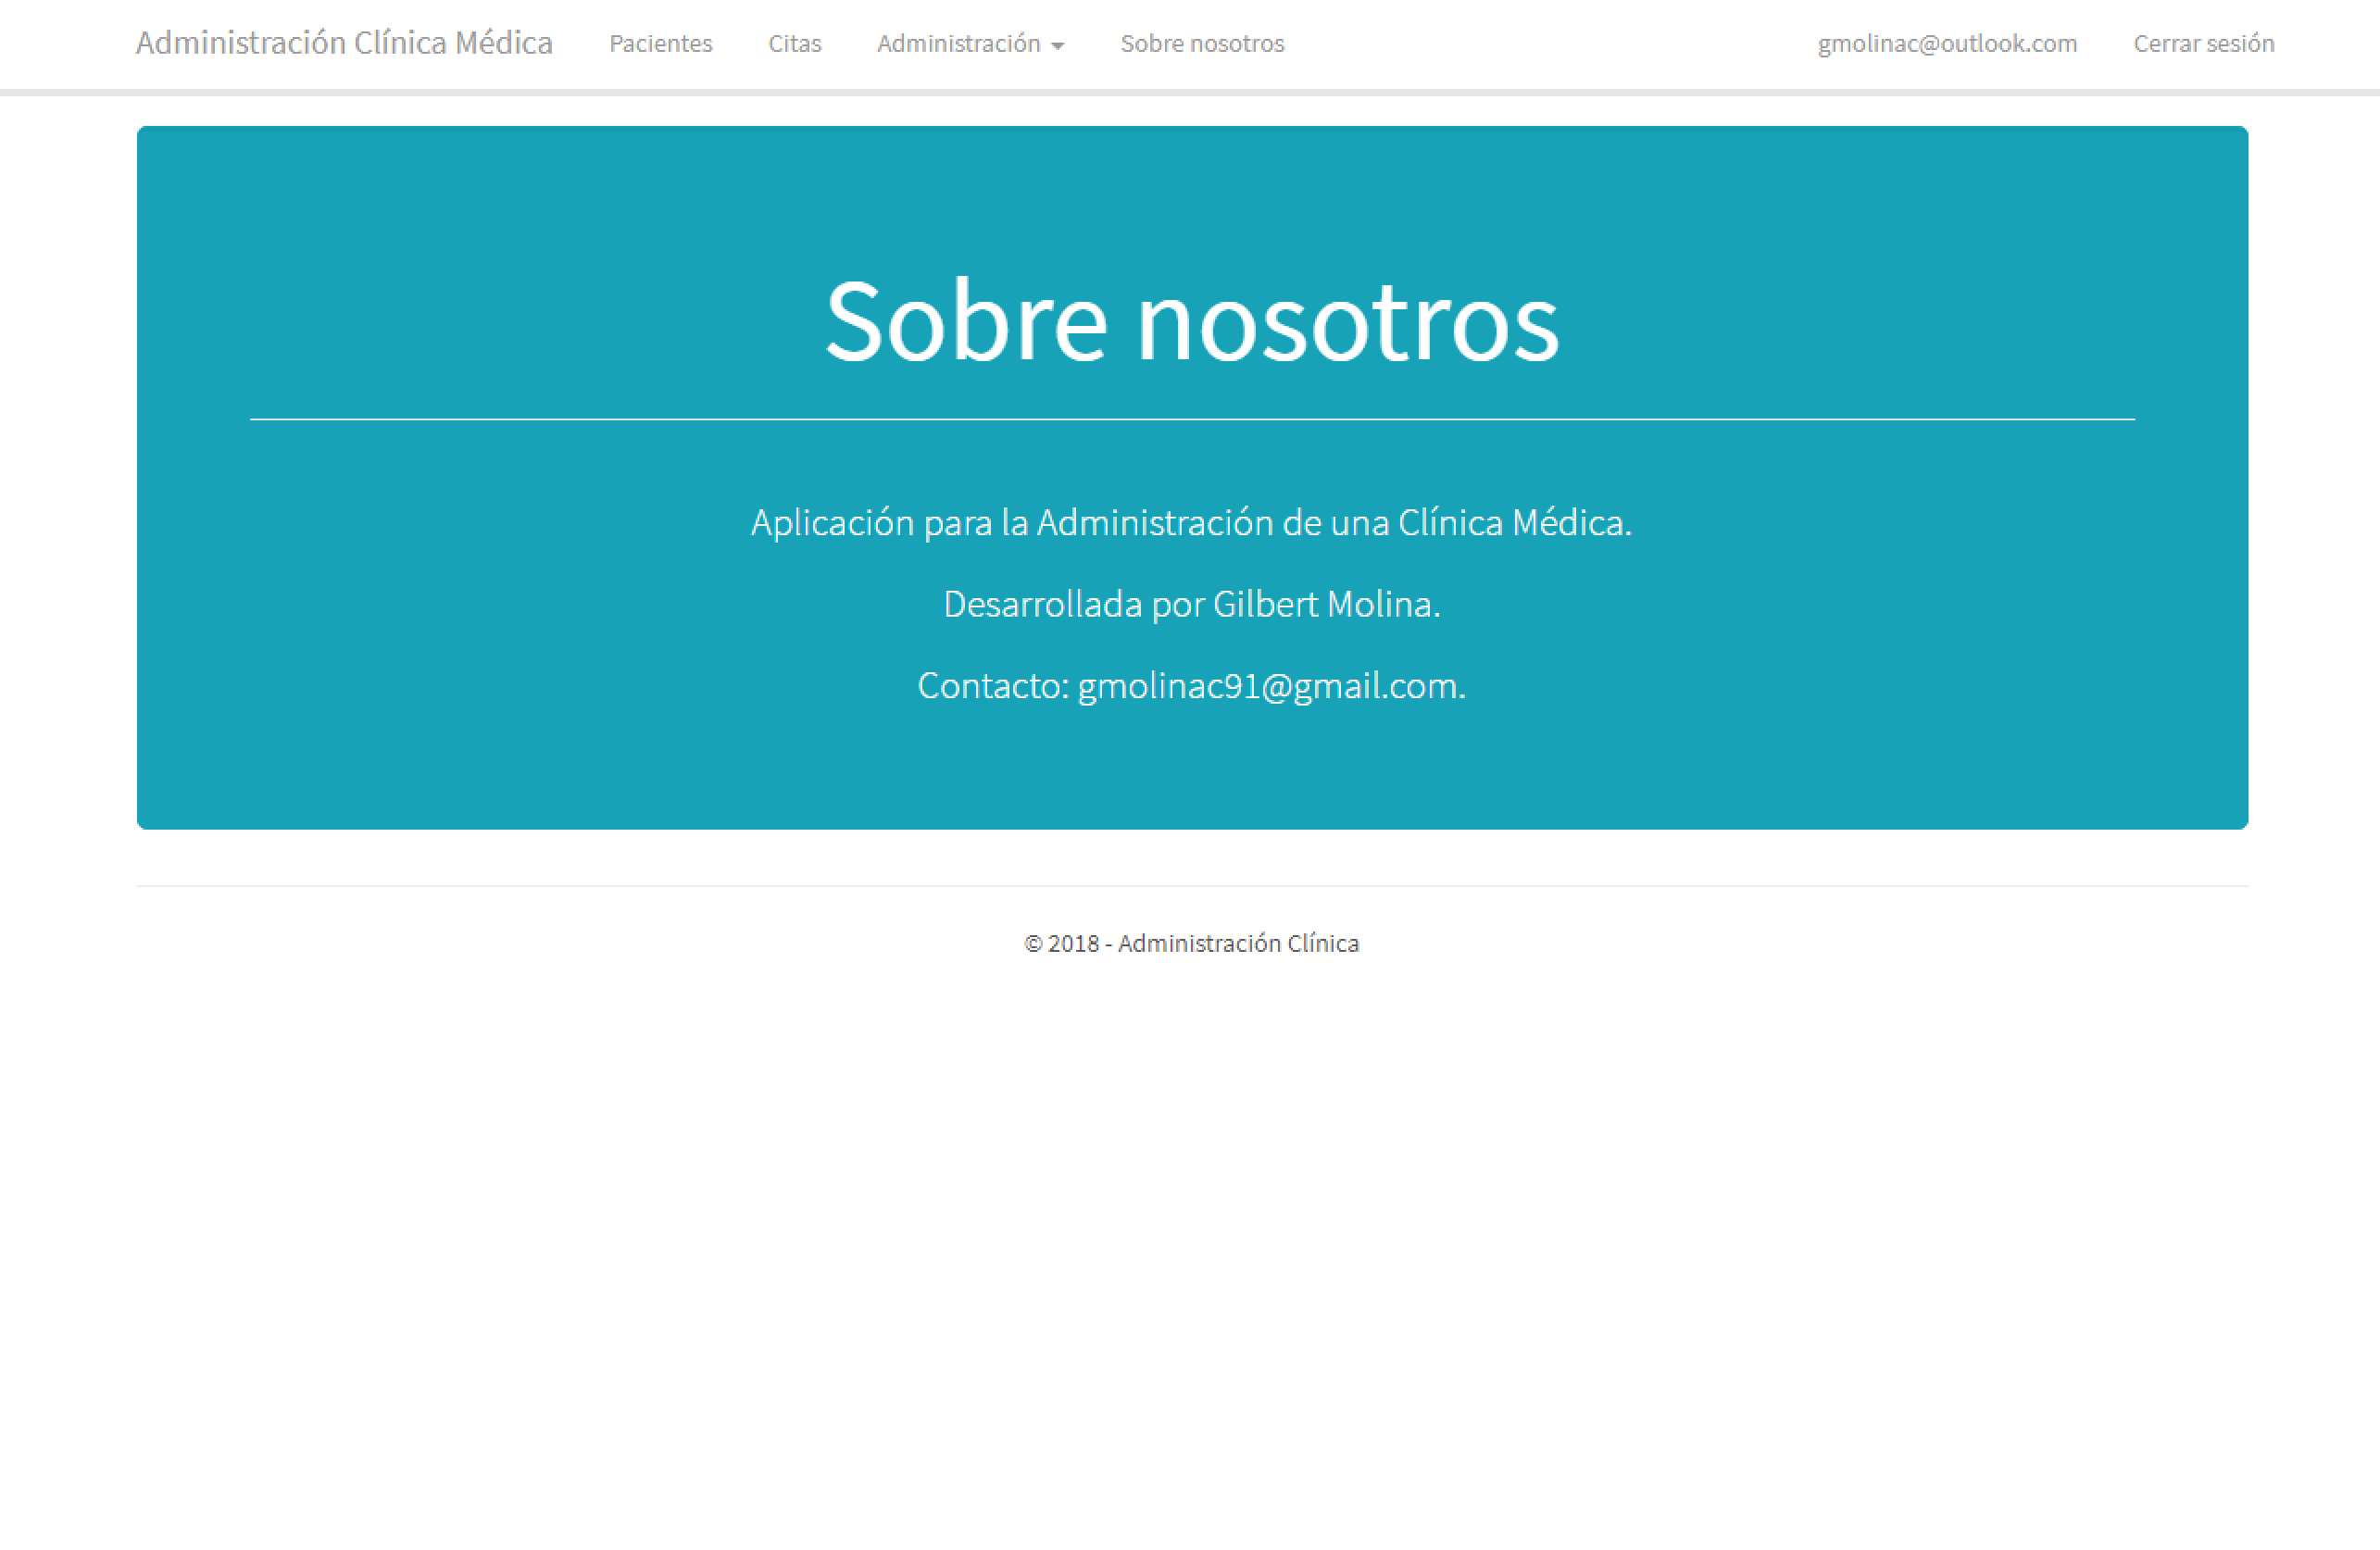 Administración Clínica Médica Pacientes Citas Administración Sobre nosotros gmolinac@outlook.com Cerrar sesión
Sobre nosotros
Aplicación para la Administración de una Clínica Médica.
Desarrollada por Gilbert Molina.
Contacto: gmolinac91@gmail.com.
© 2018 - Administración Clínica